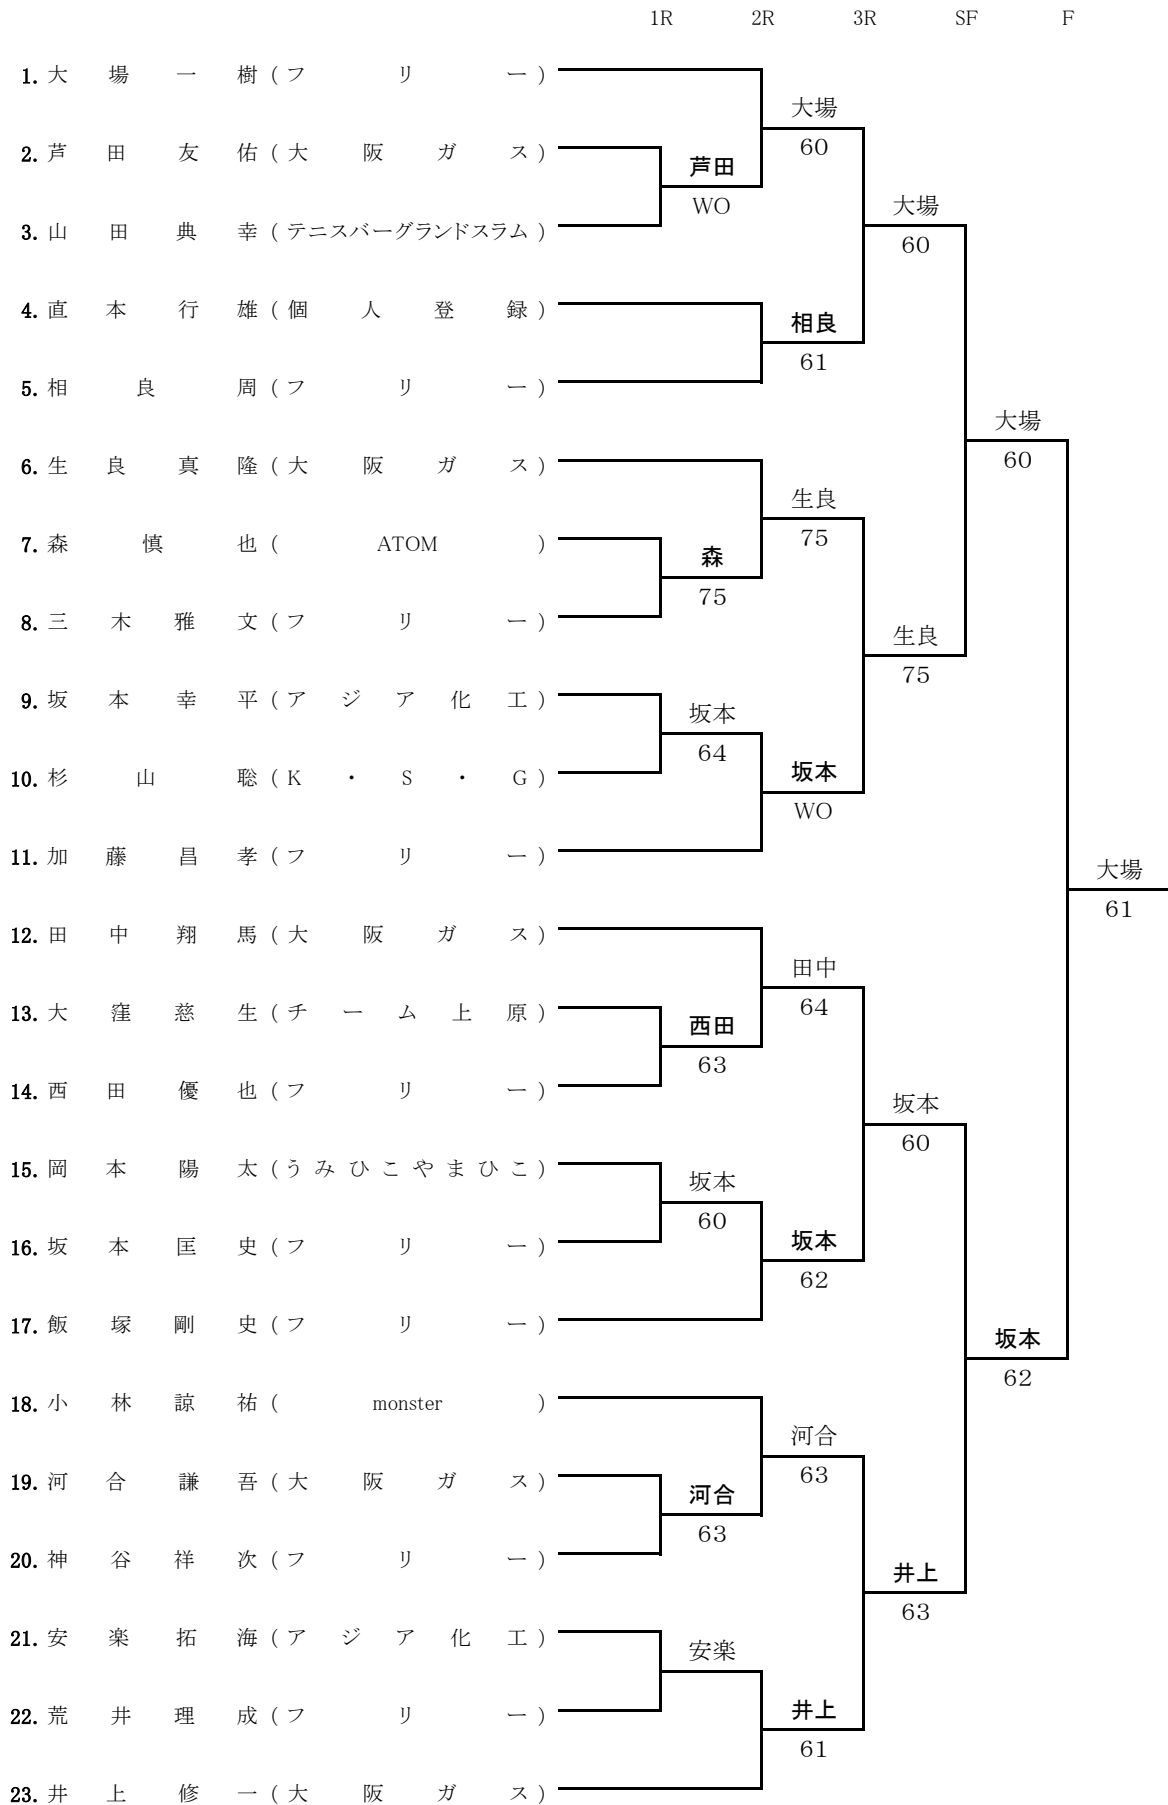 1R 2R 3R SF F
1. 大場一樹 (フリー)
大場
2. 芦田友佑 (大阪ガス)
60
芦田
WO
大場
3. 山田典幸 (テニスバーグランドスラム)
60
4. 直本行雄 (個人登録)
相良
61
5. 相良周 (フリー)
大場
6. 生良真隆 (大阪ガス)
60
生良
75
7. 森慎也 (ATOM)
森
75
8. 三木雅文 (フリー)
生良
75
9. 坂本幸平 (アジア化工)
坂本
64
10. 杉山聡 (K・S・G)
坂本
WO
11. 加藤昌孝 (フリー)
大場
61
12. 田中翔馬 (大阪ガス)
田中
64
13. 大窪慈生 (チーム上原)
西田
63
14. 西田優也 (フリー)
坂本
60
15. 岡本陽太 (うみひこやまひこ)
坂本
60
16. 坂本匡史 (フリー)
坂本
62
17. 飯塚剛史 (フリー)
坂本
62
18. 小林諒祐 (monster)
河合
63
19. 河合謙吾 (大阪ガス)
河合
63
20. 神谷祥次 (フリー)
井上
63
21. 安楽拓海 (アジア化工)
安楽
22. 荒井理成 (フリー)
井上
61
23. 井上修一 (大阪ガス)